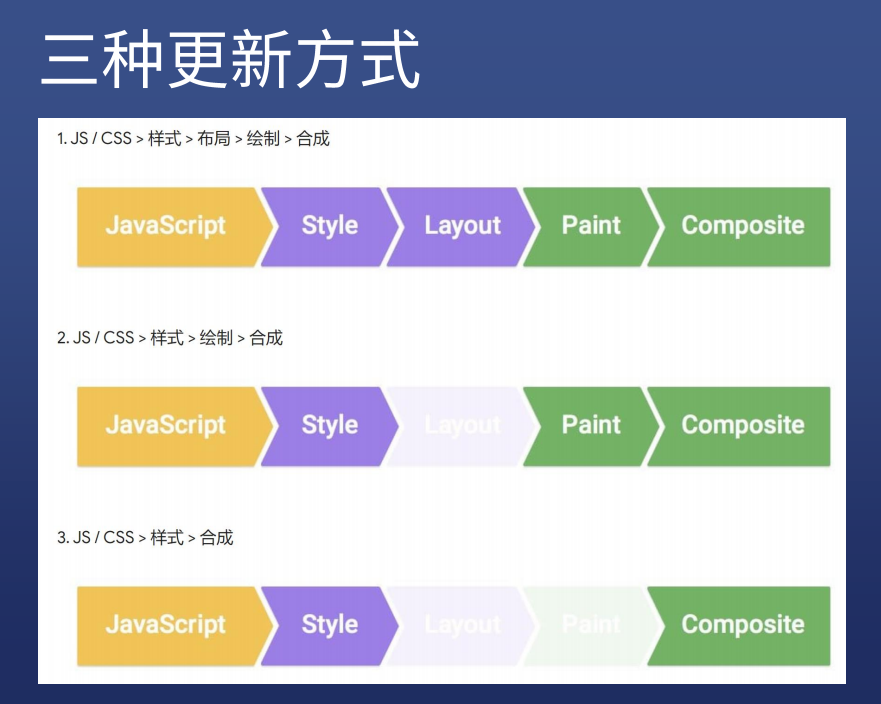 三种更新方式
1. JS / CSS > 样式 > 布局 > 绘制 > 合成
JavaScript Style Layout Paint Composite
2. JS / CSS > 样式 > 绘制 > 合成
JavaScript Style Layout Paint Composite
3. JS / CSS > 样式 > 合成
JavaScript Style Layout Paint Composite